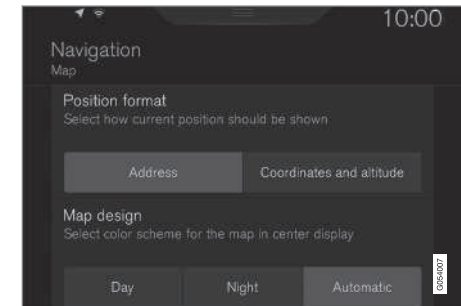 10:00
Navigation
Map
Position format
Select how current position should be shown
Address
Coordinates and altitude
Map design
Select color scheme for the map in center display
Day
Night
Automatic
G054007